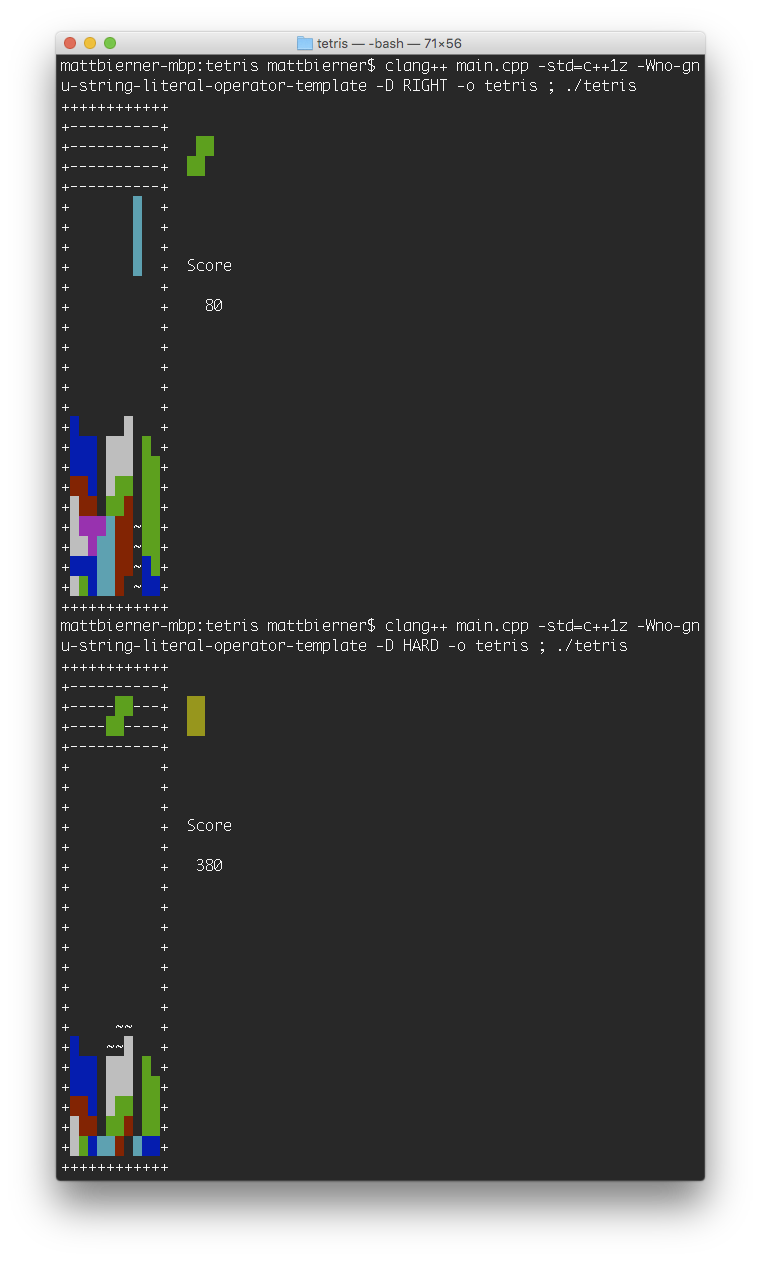 tetris — -bash — 71×56
mattbierner-mbp:tetris mattbierner$ clang++ main.cpp -std=c++1z -Wno-gn
u-string-literal-operator-template -D RIGHT -o tetris ; ./tetris
++++++++++++
+----------+
+----------+
+----------+
+----------+
+ +
+ +
+ +
+ + Score
+ +
+ + 80
+ +
+ +
+ +
+ +
+ +
+ +
+ +
+ +
+ +
+ +
+ ~ +
+ ~ +
+ ~ +
+ ~ +
++++++++++++
mattbierner-mbp:tetris mattbierner$ clang++ main.cpp -std=c++1z -Wno-gn
u-string-literal-operator-template -D HARD -o tetris ; ./tetris
++++++++++++
+----------+
+----- ---+
+---- ----+
+----------+
+ +
+ +
+ +
+ + Score
+ +
+ + 380
+ +
+ +
+ +
+ +
+ +
+ +
+ +
+ ~~ +
+ ~~ +
+ +
+ +
+ +
+ +
+ +
++++++++++++